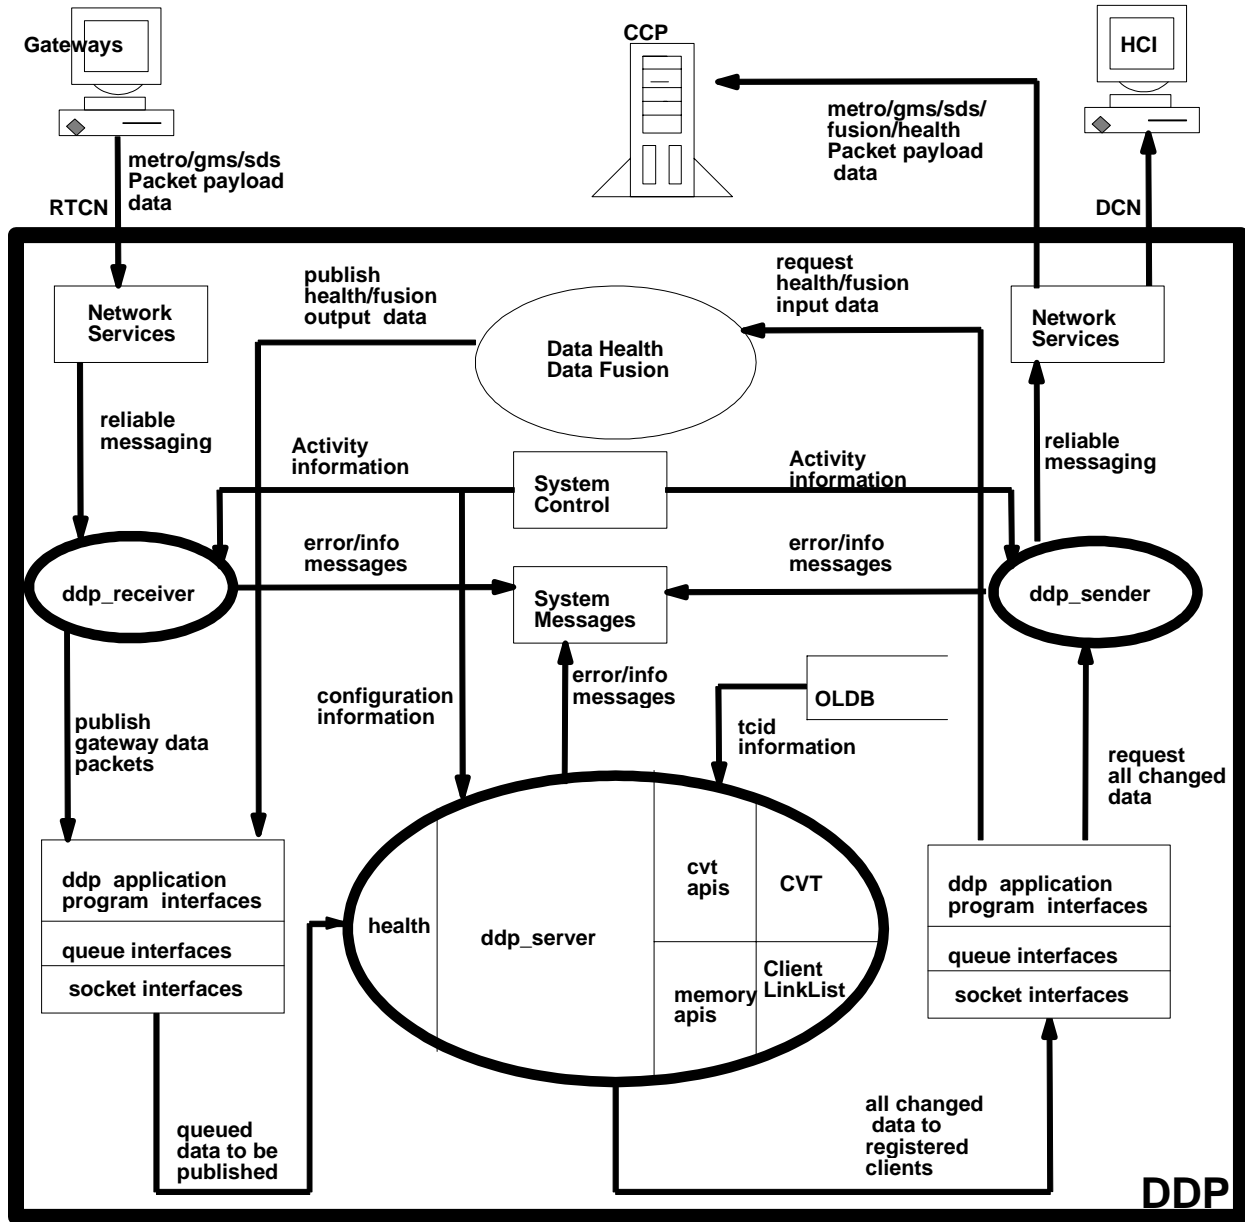 Gateways
CCP
HCI
metro/gms/sds
Packet payload
data
RTCN
metro/gms/sds/
fusion/health
Packet payload
data
DCN
publish
health/fusion
output data
request
health/fusion
input data
Network
Services
Data Health
Data Fusion
Network
Services
reliable
messaging
Activity
information
System
Control
Activity
information
reliable
messaging
error/info
messages
error/info
messages
ddp_receiver
System
Messages
ddp_sender
error/info
messages
configuration
information
OLDB
tcid
information
publish
gateway data
packets
request
all changed
data
ddp application
program interfaces
queue interfaces
socket interfaces
health
ddp_server
cvt
apis
CVT
memory
apis
Client
LinkList
ddp application
program interfaces
queue interfaces
socket interfaces
queued
data to be
published
all changed
data to
registered
clients
DDP